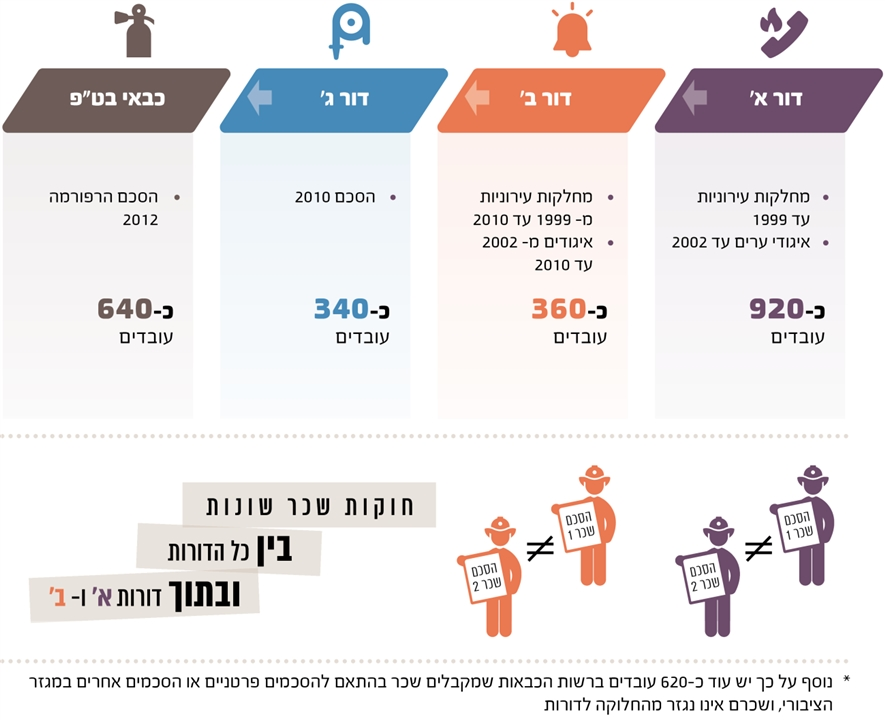 דור א'
דור ב'
דור ג'
כבאי בט"פ
• מחלקות עירוניות
עד 1999
• איגודי ערים עד 2002
כ-920
עובדים
• מחלקות עירוניות
מ- 1999 עד 2010
• איגודים מ- 2002
עד 2010
כ-360
עובדים
• הסכם 2010
כ-340
עובדים
• הסכם הרפורמה
2012
כ-640
עובדים
הסכם
שכר 1
≠
הסכם
שכר 2
הסכם
שכר 1
≠
הסכם
שכר 2
חוקות שכר שונות
בין כל הדורות
ובתוך דורות א' ו- ב'
* נוסף על כך יש עוד כ-620 עובדים ברשות הכבאות שמקבלים שכר בהתאם להסכמים פרטניים או הסכמים אחרים במגזר
הציבורי, ושכרם אינו נגזר מהחלוקה לדורות